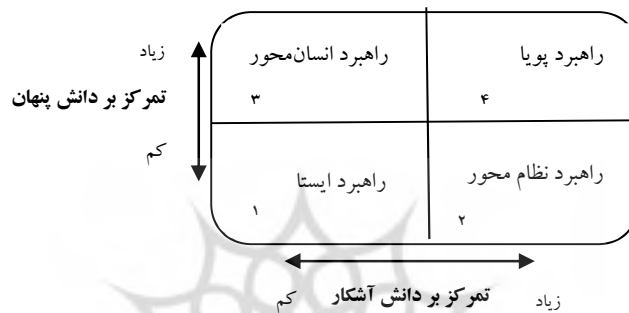 زیاد
تمرکز بر دانش پنهان
کم
راهبرد پویا
۴
راهبرد انسان‌محور
۳
راهبرد نظام محور
۲
راهبرد ایستا
۱
زیاد
تمرکز بر دانش آشکار
کم